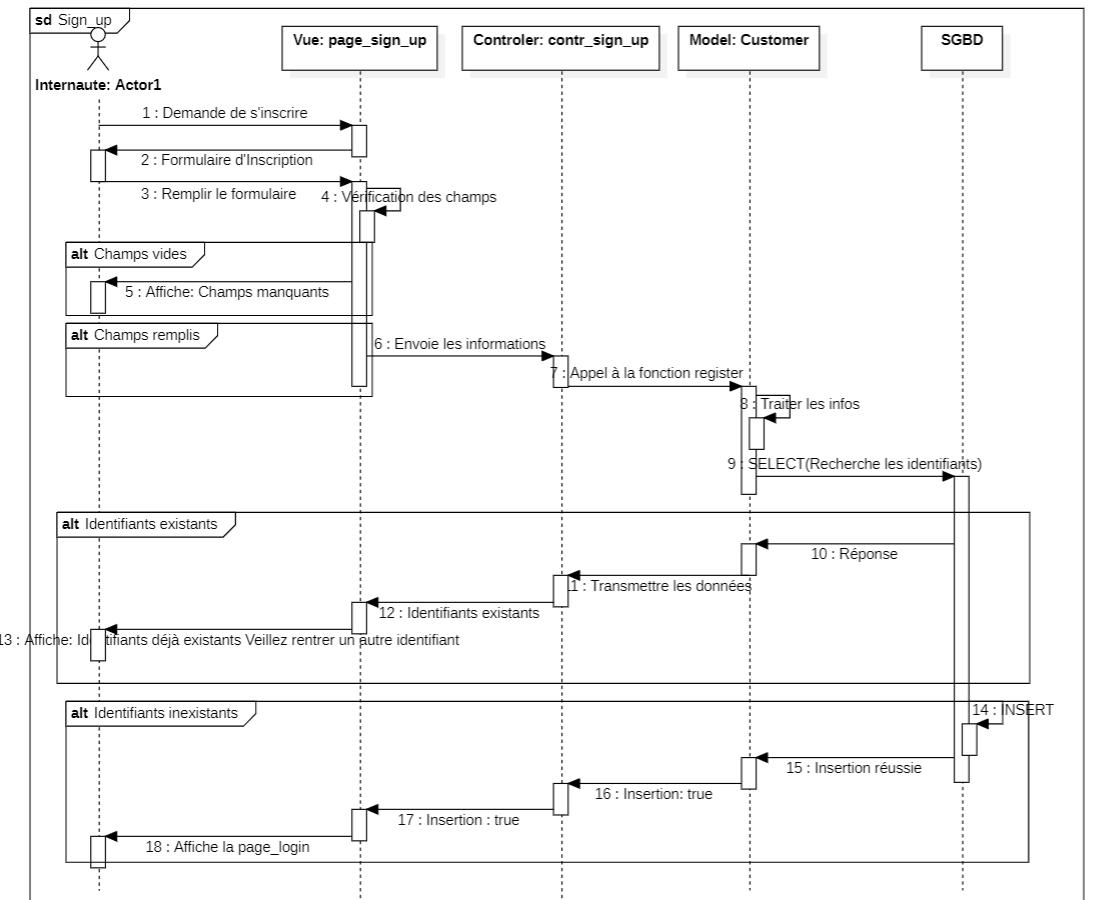 sd Sign_up
Internaute: Actor1
Vue: page_sign_up
Controler: contr_sign_up
Model: Customer
SGBD
1 : Demande de s'inscrire
2 : Formulaire d'Inscription
3 : Remplir le formulaire
4 : Vérification des champs
alt Champs vides
5 : Affiche: Champs manquants
alt Champs remplis
6 : Envoie les informations
7 : Appel à la fonction register
8 : Traiter les infos
9 : SELECT(Recherche les identifiants)
alt Identifiants existants
10 : Réponse
11 : Transmettre les données
12 : Identifiants existants
13 : Affiche: Identifiants déjà existants Veillez rentrer un autre identifiant
alt Identifiants inexistants
14 : INSERT
15 : Insertion réussie
16 : Insertion: true
17 : Insertion : true
18 : Affiche la page_login